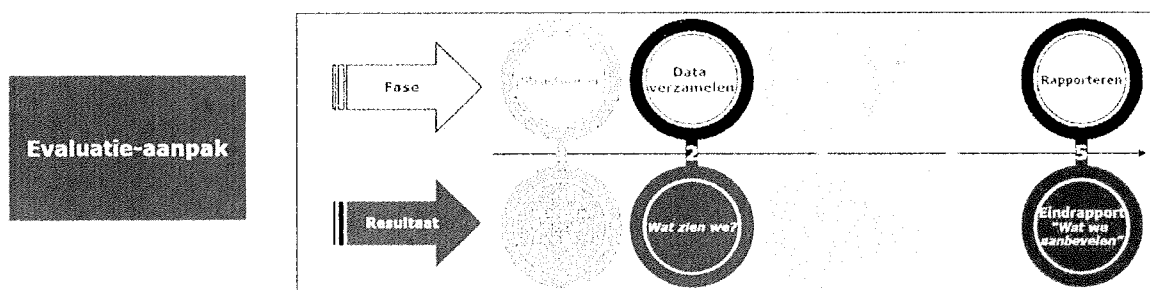 Evaluatie-aanpak
Fase
Data
verzamelen
Rapporteren
2
5
Resultaat
Wat zien we?
Eindrapport
"Wat we
aanbevelen"